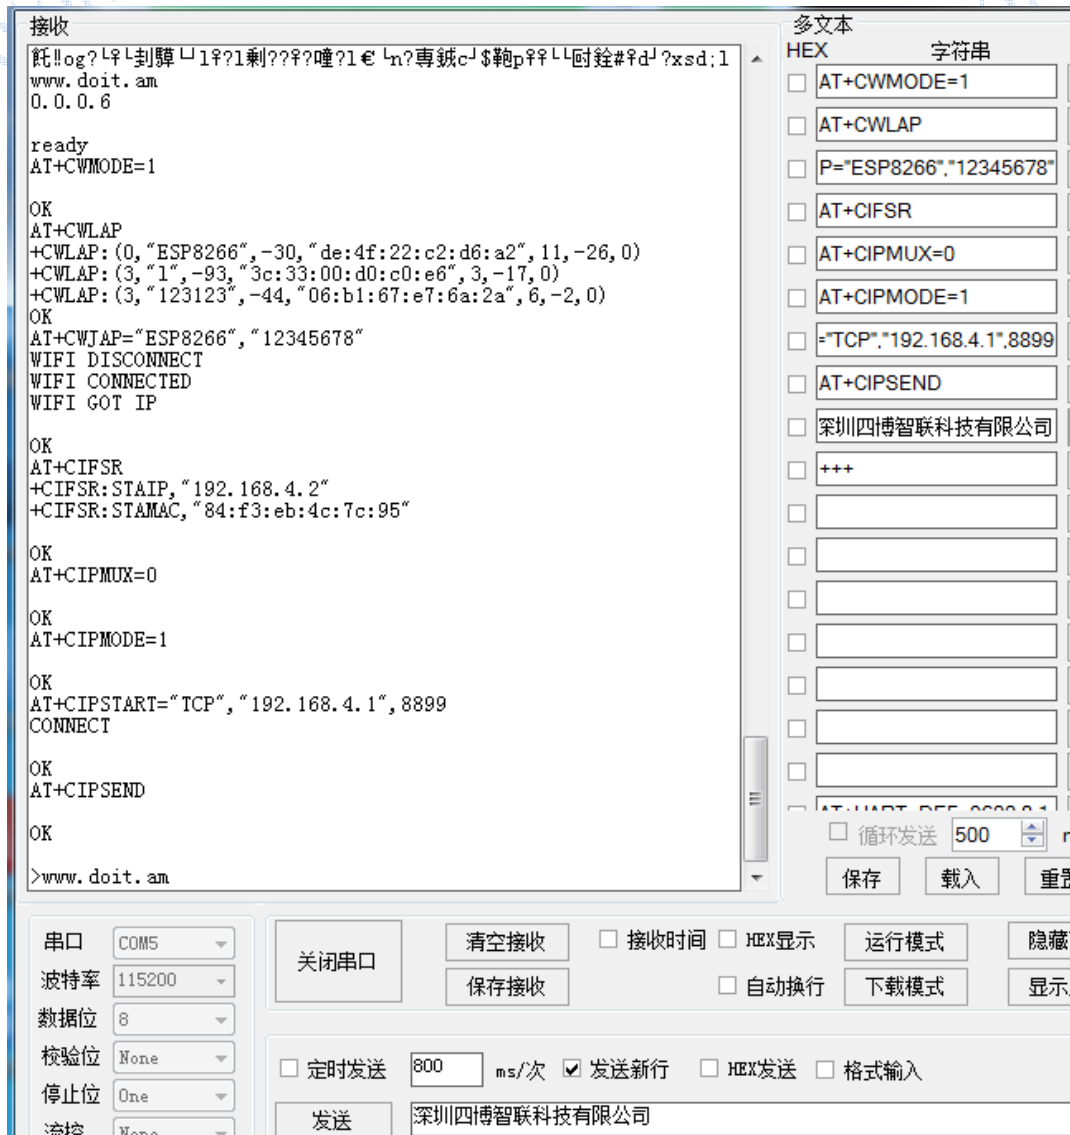 接收
www.doit.am
0.0.0.6
ready
AT+CWMODE=1
OK
AT+CWLAP
+CWLAP:(0,"ESP8266",-30,"de:4f:22:c2:d6:a2",11,-26,0)
+CWLAP:(3,"l",-93,"3c:33:00:d0:c0:e6",3,-17,0)
+CWLAP:(3,"123123",-44,"06:b1:67:e7:6a:2a",6,-2,0)
OK
AT+CWJAP="ESP8266","12345678"
WIFI DISCONNECT
WIFI CONNECTED
WIFI GOT IP
OK
AT+CIFSR
+CIFSR:STAIP,"192.168.4.2"
+CIFSR:STAMAC,"84:f3:eb:4c:7c:95"
OK
AT+CIPMUX=0
OK
AT+CIPMODE=1
OK
AT+CIPSTART="TCP","192.168.4.1",8899
CONNECT
OK
AT+CIPSEND
OK
>www.doit.am
多文本
HEX 字符串
AT+CWMODE=1
AT+CWLAP
P="ESP8266","12345678"
AT+CIFSR
AT+CIPMUX=0
AT+CIPMODE=1
="TCP","192.168.4.1",8899
AT+CIPSEND
深圳四博智联科技有限公司
+++
循环发送 500
保存 载入
串口 COM5
波特率 115200
数据位 8
校验位 None
停止位 One
关闭串口
清空接收 接收时间 HEX显示 运行模式 隐藏
保存接收 自动换行 下载模式 显示
定时发送 800 ms/次 发送新行 HEX发送 格式输入
发送 深圳四博智联科技有限公司